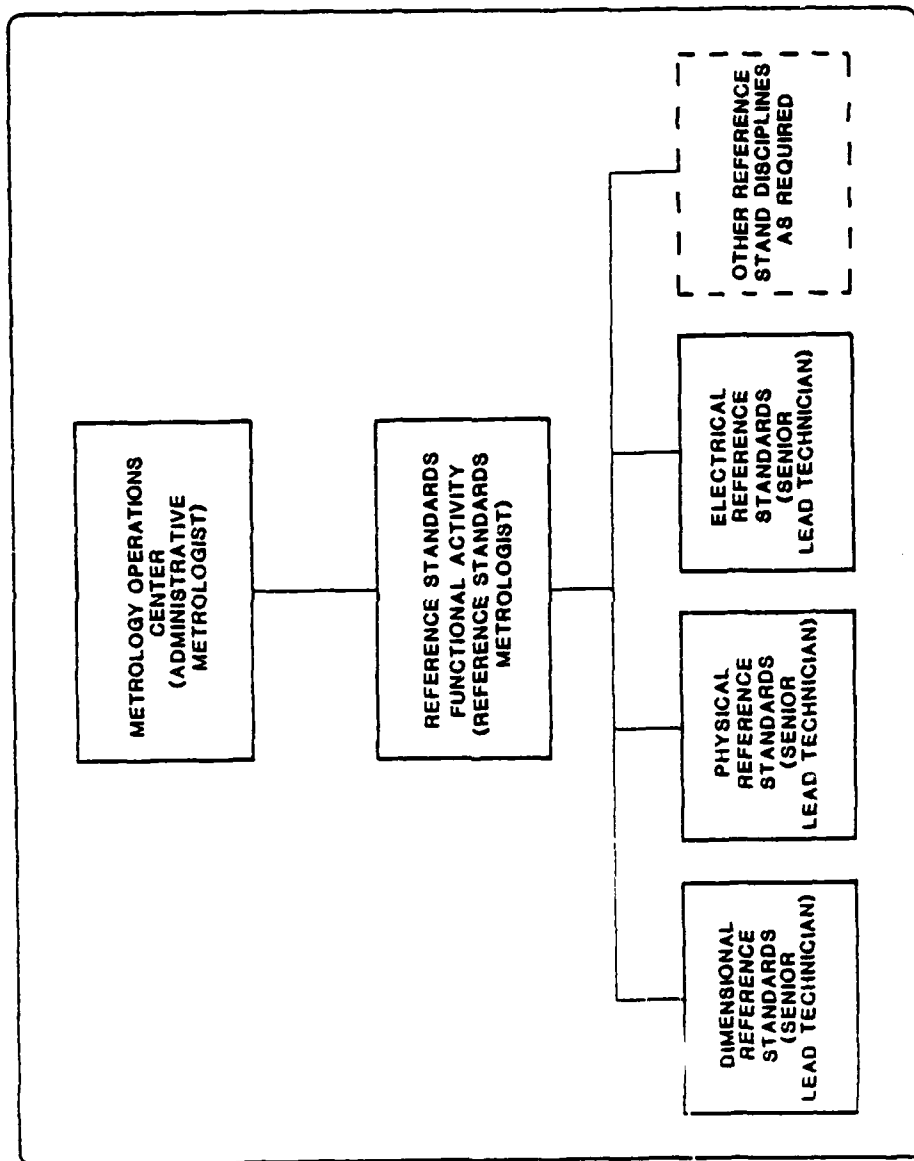 METROLOGY OPERATIONS
CENTER
(ADMINISTRATIVE
METROLOGIST)
REFERENCE STANDARDS
FUNCTIONAL ACTIVITY
(REFERENCE STANDARDS
METROLOGIST)
DIMENSIONAL
REFERENCE
STANDARDS
(SENIOR
LEAD TECHNICIAN)
PHYSICAL
REFERENCE
STANDARDS
(SENIOR
LEAD TECHNICIAN)
ELECTRICAL
REFERENCE
STANDARDS
(SENIOR
LEAD TECHNICIAN)
OTHER REFERENCE
STAND DISCIPLINES
AS REQUIRED